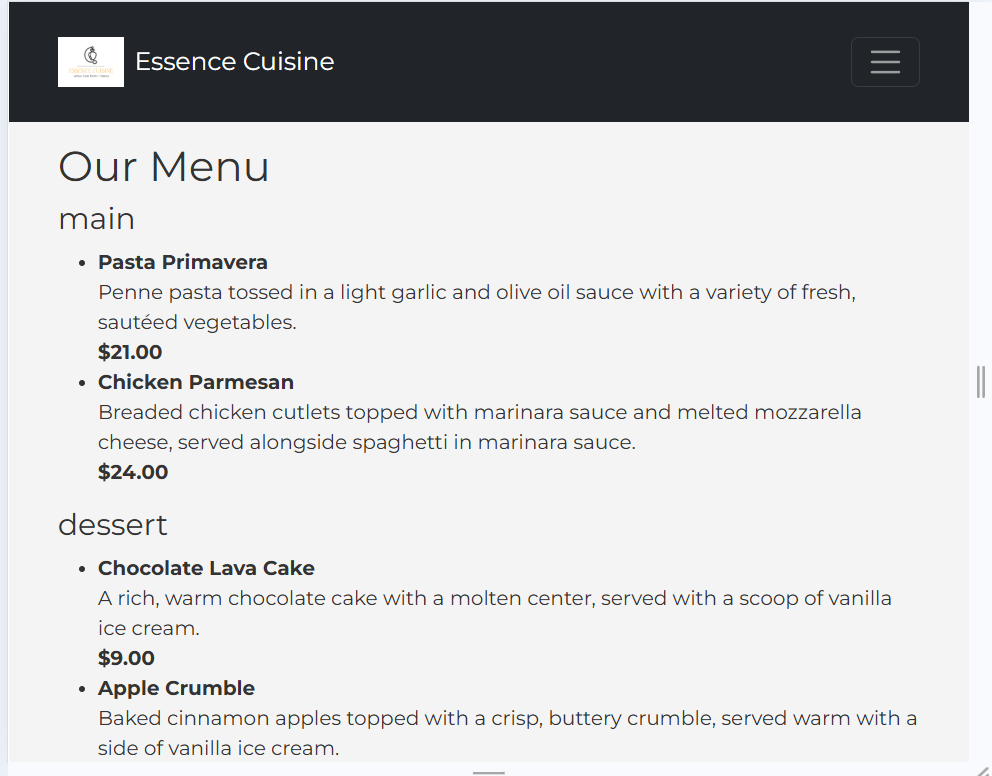 Essence Cuisine
Our Menu
main
Pasta Primavera
Penne pasta tossed in a light garlic and olive oil sauce with a variety of fresh,
sautéed vegetables.
$21.00
Chicken Parmesan
Breaded chicken cutlets topped with marinara sauce and melted mozzarella
cheese, served alongside spaghetti in marinara sauce.
$24.00
dessert
Chocolate Lava Cake
A rich, warm chocolate cake with a molten center, served with a scoop of vanilla
ice cream.
$9.00
Apple Crumble
Baked cinnamon apples topped with a crisp, buttery crumble, served warm with a
side of vanilla ice cream.